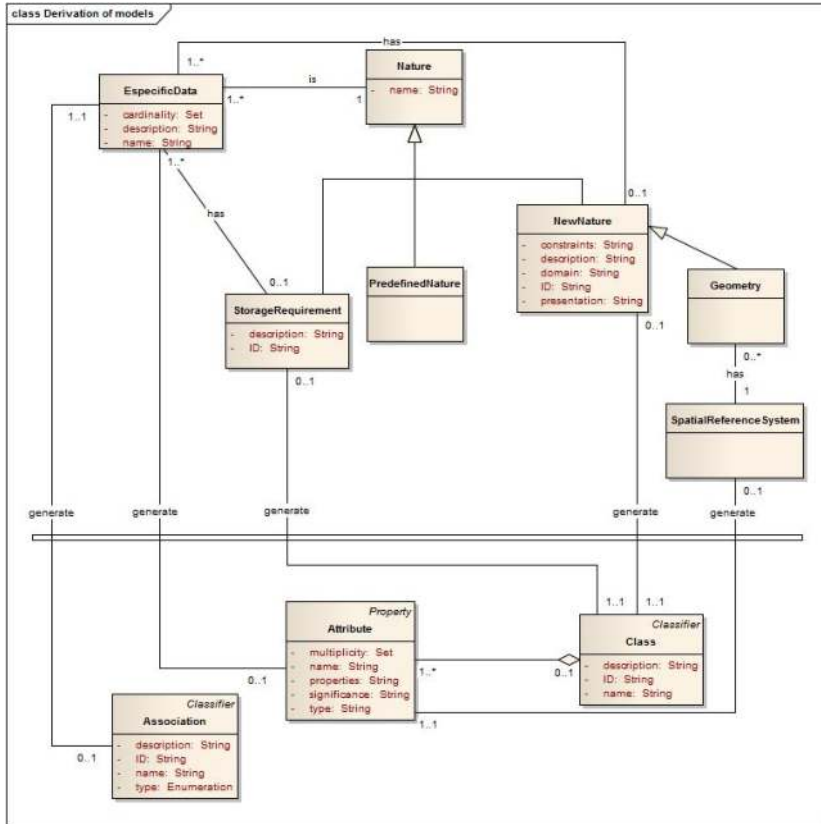 class Derivation of models
has
Nature
- name: String
1..*
is
1..*
1
EspecificData
- cardinality: Set
- description: String
- name: String
1..1
1..*
has
0..1
0..1
NewNature
- constraints: String
- description: String
- domain: String
- ID: String
- presentation: String
PredefinedNature
Geometry
StorageRequirement
- description: String
- ID: String
0..1
0..1
0..*
has
1
SpatialReferenceSystem
0..1
generate
generate
generate
generate
generate
1..1
1..1
Property
Attribute
- multiplicity: Set
- name: String
- properties: String
- significance: String
- type: String
Classifier
Class
- description: String
- ID: String
- name: String
1..*
0..1
0..1
1..1
Classifier
Association
- description: String
- ID: String
- name: String
- type: Enumeration
0..1